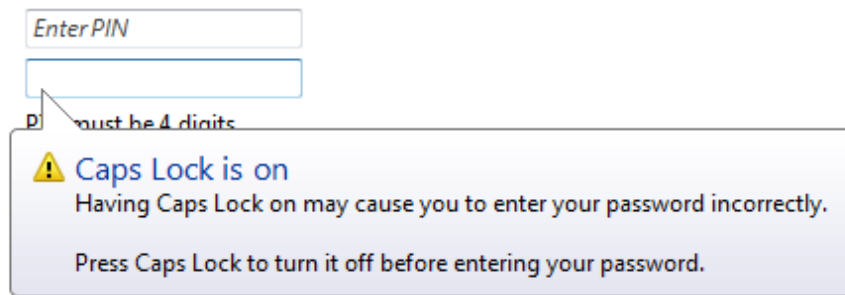 Enter PIN
must be 4 digits
Caps Lock is on
Having Caps Lock on may cause you to enter your password incorrectly.
Press Caps Lock to turn it off before entering your password.